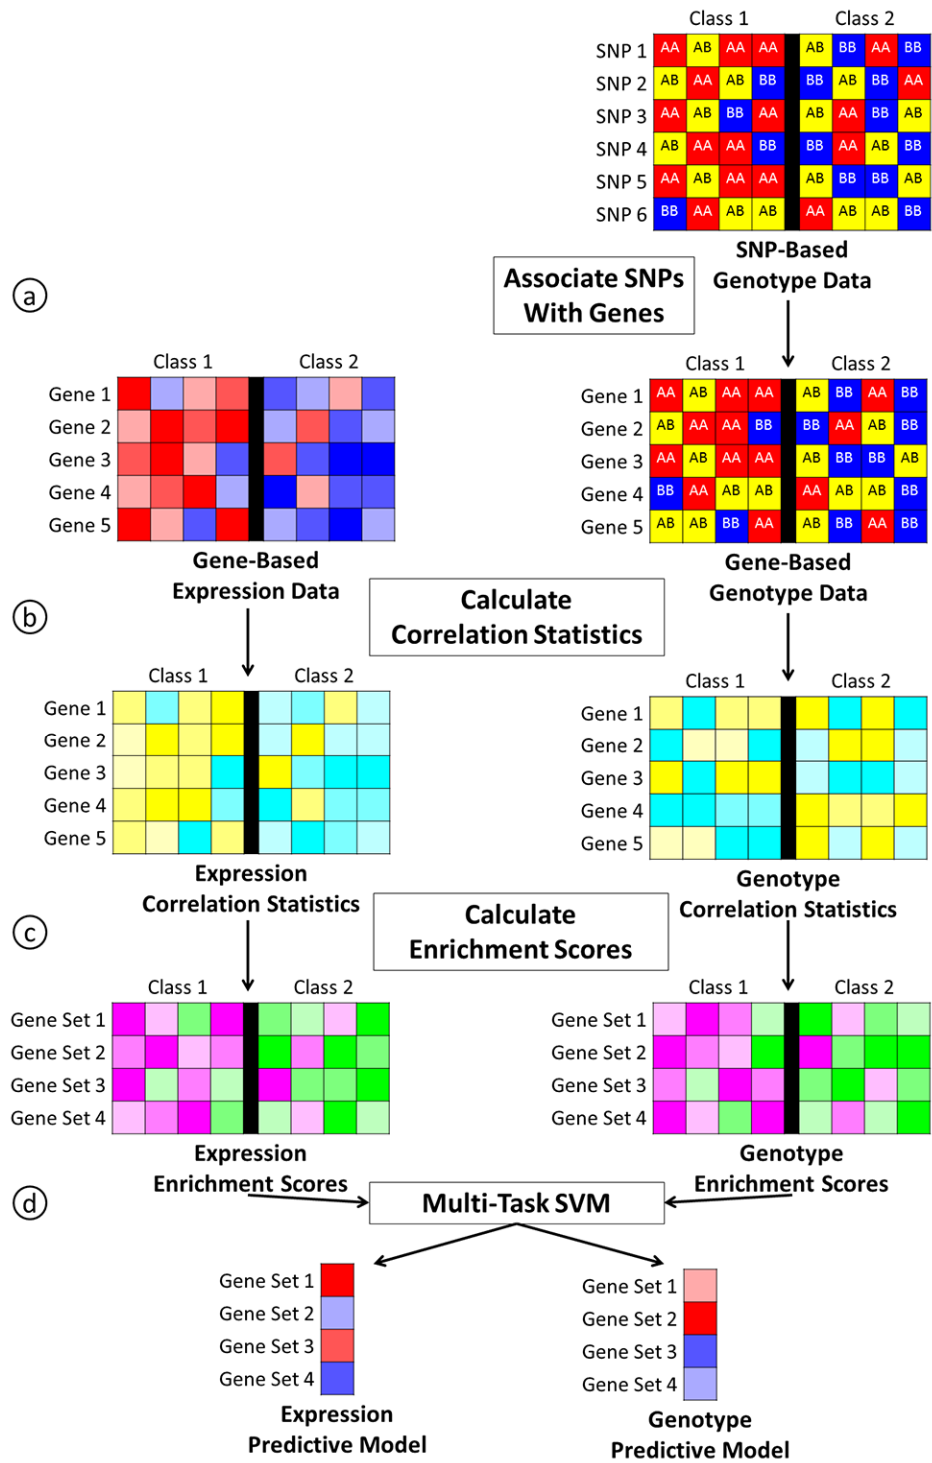 Class 1 Class 2
SNP 1 AA AB AA AA AB BB AA BB
SNP 2 AB AA AB BB BB AB BB AA
SNP 3 AA AB BB AA AB AA BB AB
SNP 4 AB AA AA BB BB AA AB BB
SNP 5 AA AB AA AA AB BB BB AB
SNP 6 BB AA AB AB AA AB AB BB
SNP-Based
Genotype Data
a
Associate SNPs
With Genes
Class 1 Class 2
Gene 1
Gene 2
Gene 3
Gene 4
Gene 5
Gene-Based
Expression Data
Class 1 Class 2
Gene 1 AA AB AA AA AB BB AA BB
Gene 2 AB AA AA BB BB AA AB BB
Gene 3 AA AB AA AA AB BB BB AB
Gene 4 BB AA AB AB AA AB AB BB
Gene 5 AB AB BB AA AB BB AA BB
Gene-Based
Genotype Data
b
Calculate
Correlation Statistics
Class 1 Class 2
Gene 1
Gene 2
Gene 3
Gene 4
Gene 5
Expression
Correlation Statistics
Class 1 Class 2
Gene 1
Gene 2
Gene 3
Gene 4
Gene 5
Genotype
Correlation Statistics
c
Calculate
Enrichment Scores
Class 1 Class 2
Gene Set 1
Gene Set 2
Gene Set 3
Gene Set 4
Expression
Enrichment Scores
Class 1 Class 2
Gene Set 1
Gene Set 2
Gene Set 3
Gene Set 4
Genotype
Enrichment Scores
d
Multi-Task SVM
Gene Set 1
Gene Set 2
Gene Set 3
Gene Set 4
Expression
Predictive Model
Gene Set 1
Gene Set 2
Gene Set 3
Gene Set 4
Genotype
Predictive Model